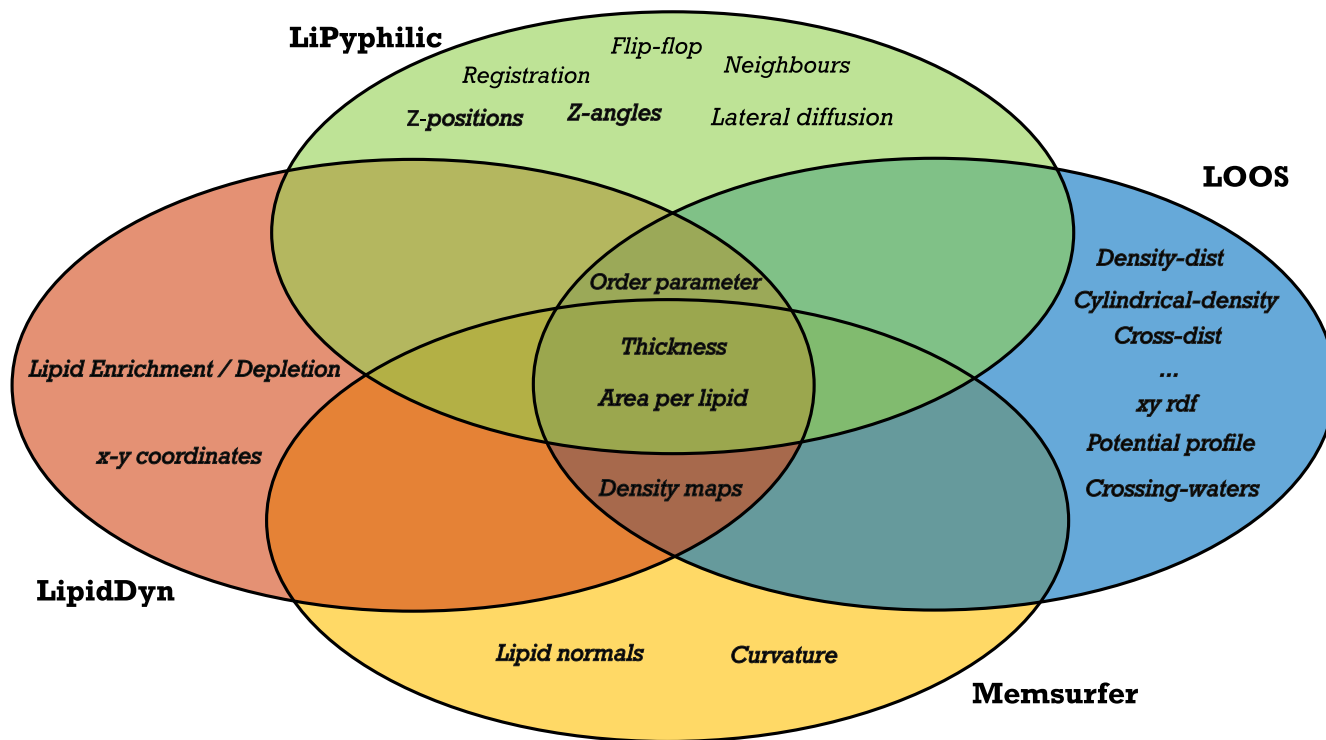 LiPyphilic
Flip-flop
Neighbours
Registration
Z-positions
Z-angles
Lateral diffusion
LOOS
Density-dist
Cylindrical-density
Cross-dist
...
xy rdf
Potential profile
Crossing-waters
Order parameter
Thickness
Area per lipid
Density maps
Lipid Enrichment / Depletion
x-y coordinates
LipidDyn
Lipid normals
Curvature
Memsurfer